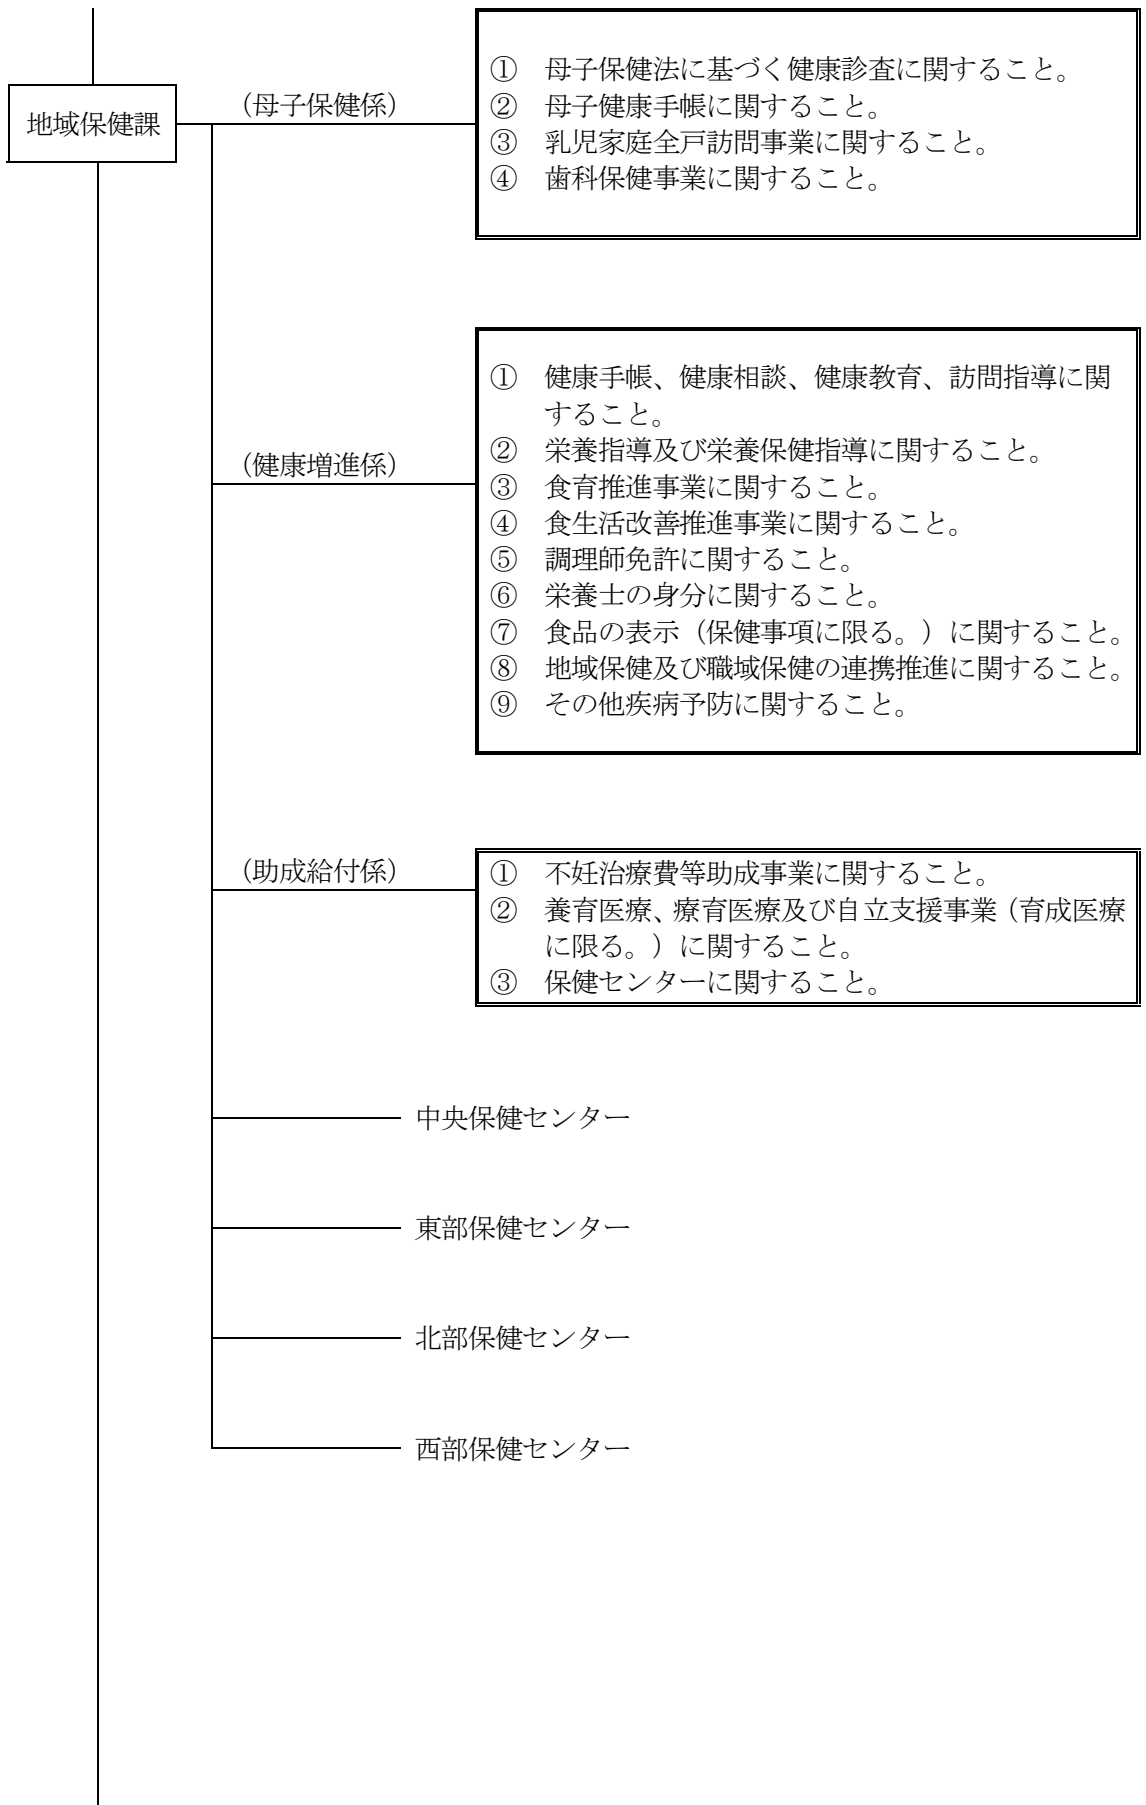 地域保健課
（母子保健係）
① 母子保健法に基づく健康診査に関すること。
② 母子健康手帳に関すること。
③ 乳児家庭全戸訪問事業に関すること。
④ 歯科保健事業に関すること。
（健康増進係）
① 健康手帳、健康相談、健康教育、訪問指導に関
すること。
② 栄養指導及び栄養保健指導に関すること。
③ 食育推進事業に関すること。
④ 食生活改善推進事業に関すること。
⑤ 調理師免許に関すること。
⑥ 栄養士の身分に関すること。
⑦ 食品の表示（保健事項に限る。）に関すること。
⑧ 地域保健及び職域保健の連携推進に関すること。
⑨ その他疾病予防に関すること。
（助成給付係）
① 不妊治療費等助成事業に関すること。
② 養育医療、療育医療及び自立支援事業（育成医療
に限る。）に関すること。
③ 保健センターに関すること。
中央保健センター
東部保健センター
北部保健センター
西部保健センター